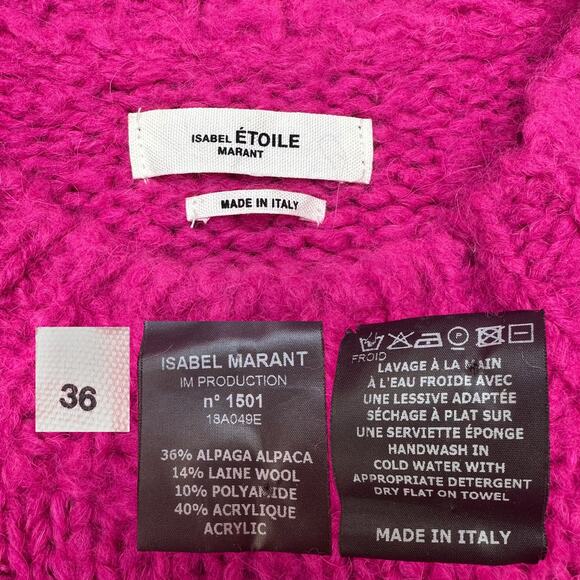 ISABEL ÉTOILE
MARANT
MADE IN ITALY
36
ISABEL MARANT
IM PRODUCTION
n° 1501
18A049E
36% ALPAGA ALPACA
14% LAINE WOOL
10% POLYAMIDE
40% ACRYLIQUE
ACRYLIC
FROID
LAVAGE À LA MAIN
À L'EAU FROIDE AVEC
UNE LESSIVE ADAPTÉE
SÉCHAGE À PLAT SUR
UNE SERVIETTE ÉPONGE
HANDWASH IN
COLD WATER WITH
APPROPRIATE DETERGENT
DRY FLAT ON TOWEL
MADE IN ITALY